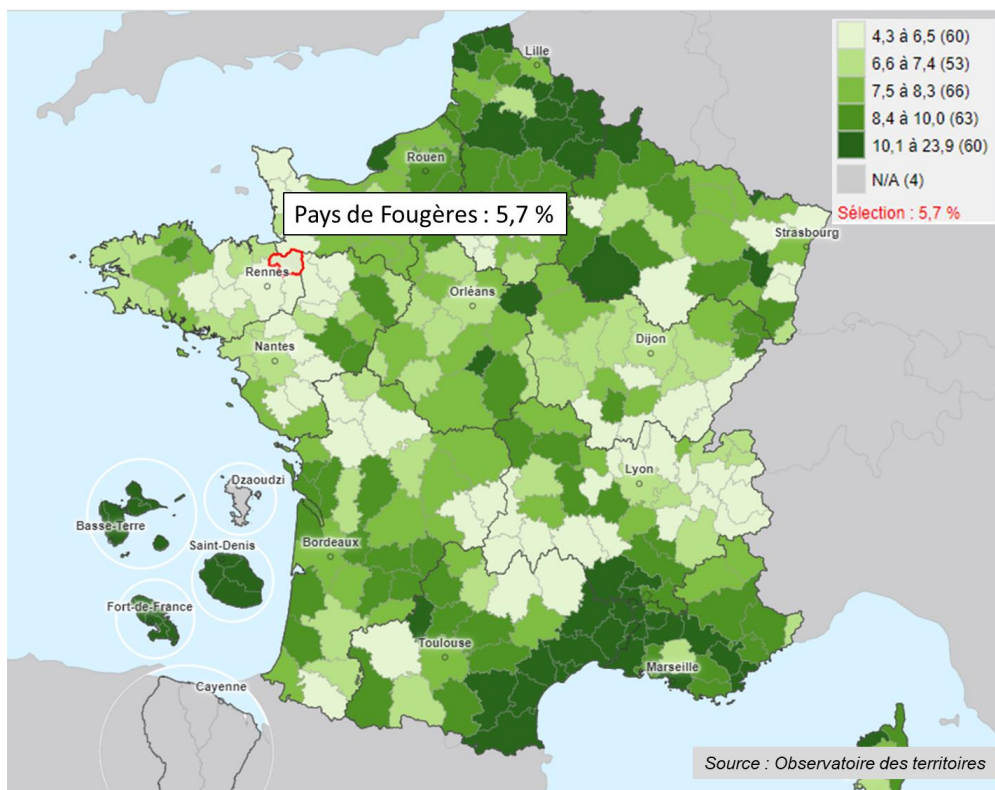 4,3 à 6,5 (60)
6,6 à 7,4 (53)
7,5 à 8,3 (66)
8,4 à 10,0 (63)
10,1 à 23,9 (60)
N/A (4)
Sélection : 5,7 %
Lille
Rouen
Pays de Fougères : 5,7 %
Strasbourg
Rennes
Orléans
Dijon
Nantes
Lyon
Dzaoudzi
Basse-Terre
Saint-Denis
Bordeaux
Fort-de-France
Toulouse
Marseille
Cayenne
Source : Observatoire des territoires